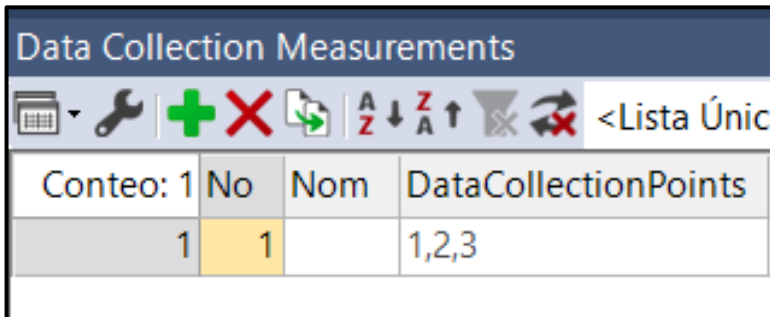 Data Collection Measurements
<Lista Únic
Conteo: 1 No Nom DataCollectionPoints
1 1 1,2,3